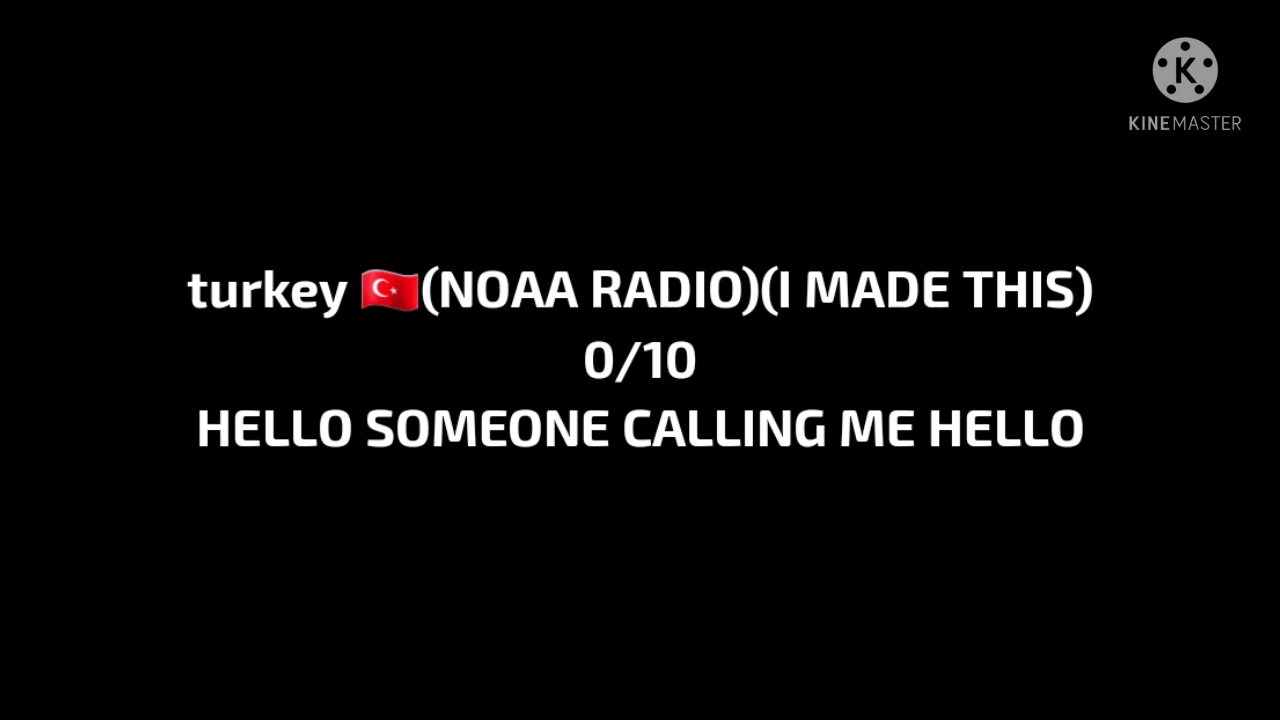 K
KINEMASTER
turkey 🇹🇷(NOAA RADIO)(I MADE THIS)
0/10
HELLO SOMEONE CALLING ME HELLO